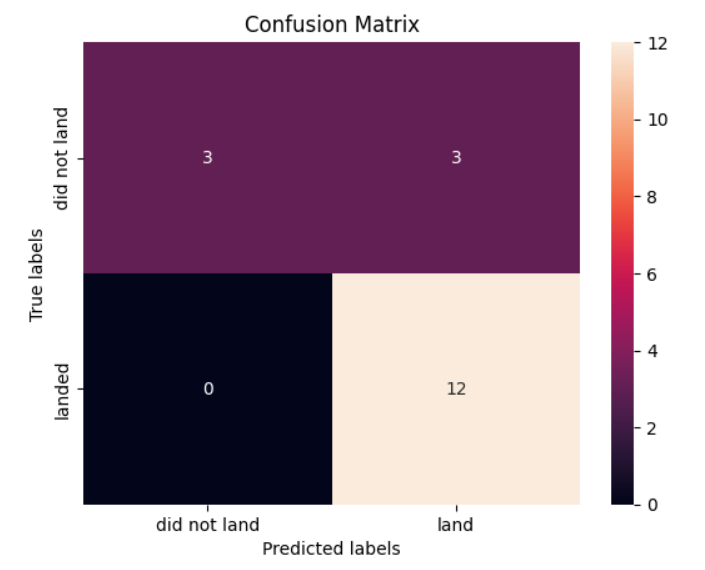 Confusion Matrix
True labels
did not land
landed
3
3
0
12
did not land
land
Predicted labels
12
10
8
6
4
2
0